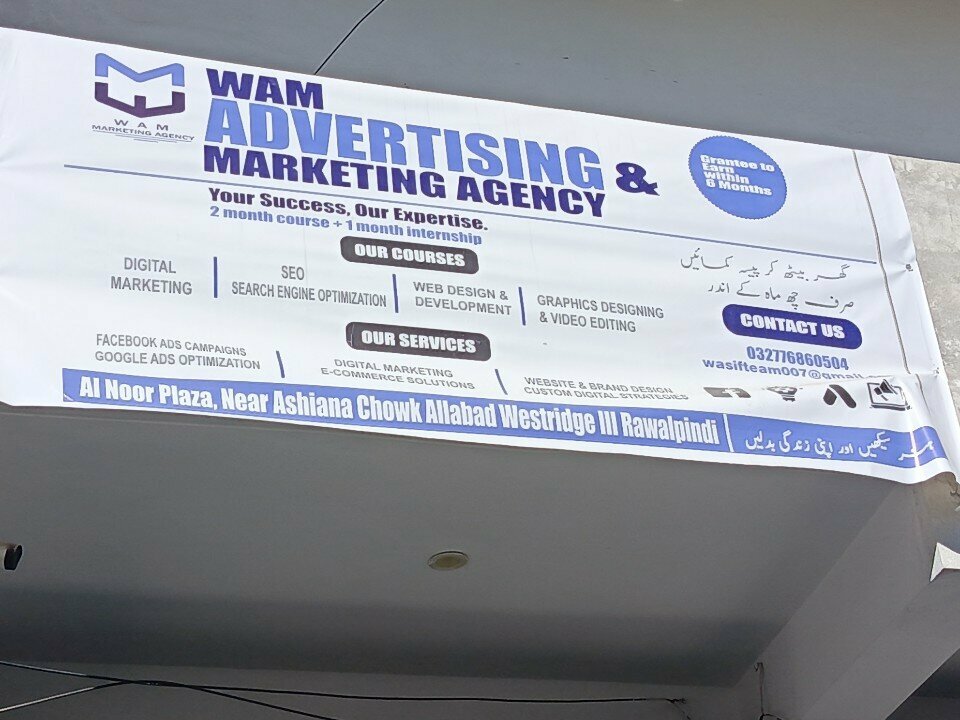 WAM
MARKETING AGENCY
WAM
ADVERTISING &
MARKETING AGENCY
Grantee to
Earn
within
6 Months
Your Success, Our Expertise.
2 month course + 1 month internship
OUR COURSES
DIGITAL
MARKETING
SEO
SEARCH ENGINE OPTIMIZATION
WEB DESIGN &
DEVELOPMENT
GRAPHICS DESIGNING
& VIDEO EDITING
گھر بیٹھ کر پیسہ کمائیں
صرف چھ ماہ کے اندر
OUR SERVICES
FACEBOOK ADS CAMPAIGNS
GOOGLE ADS OPTIMIZATION
DIGITAL MARKETING
E-COMMERCE SOLUTIONS
WEBSITE & BRAND DESIGN
CUSTOM DIGITAL STRATEGIES
CONTACT US
032776860504
wasifteam007@gmail
Al Noor Plaza, Near Ashiana Chowk Allabad Westridge III Rawalpindi
سیکھیں اور اپنی زندگی بدلیں